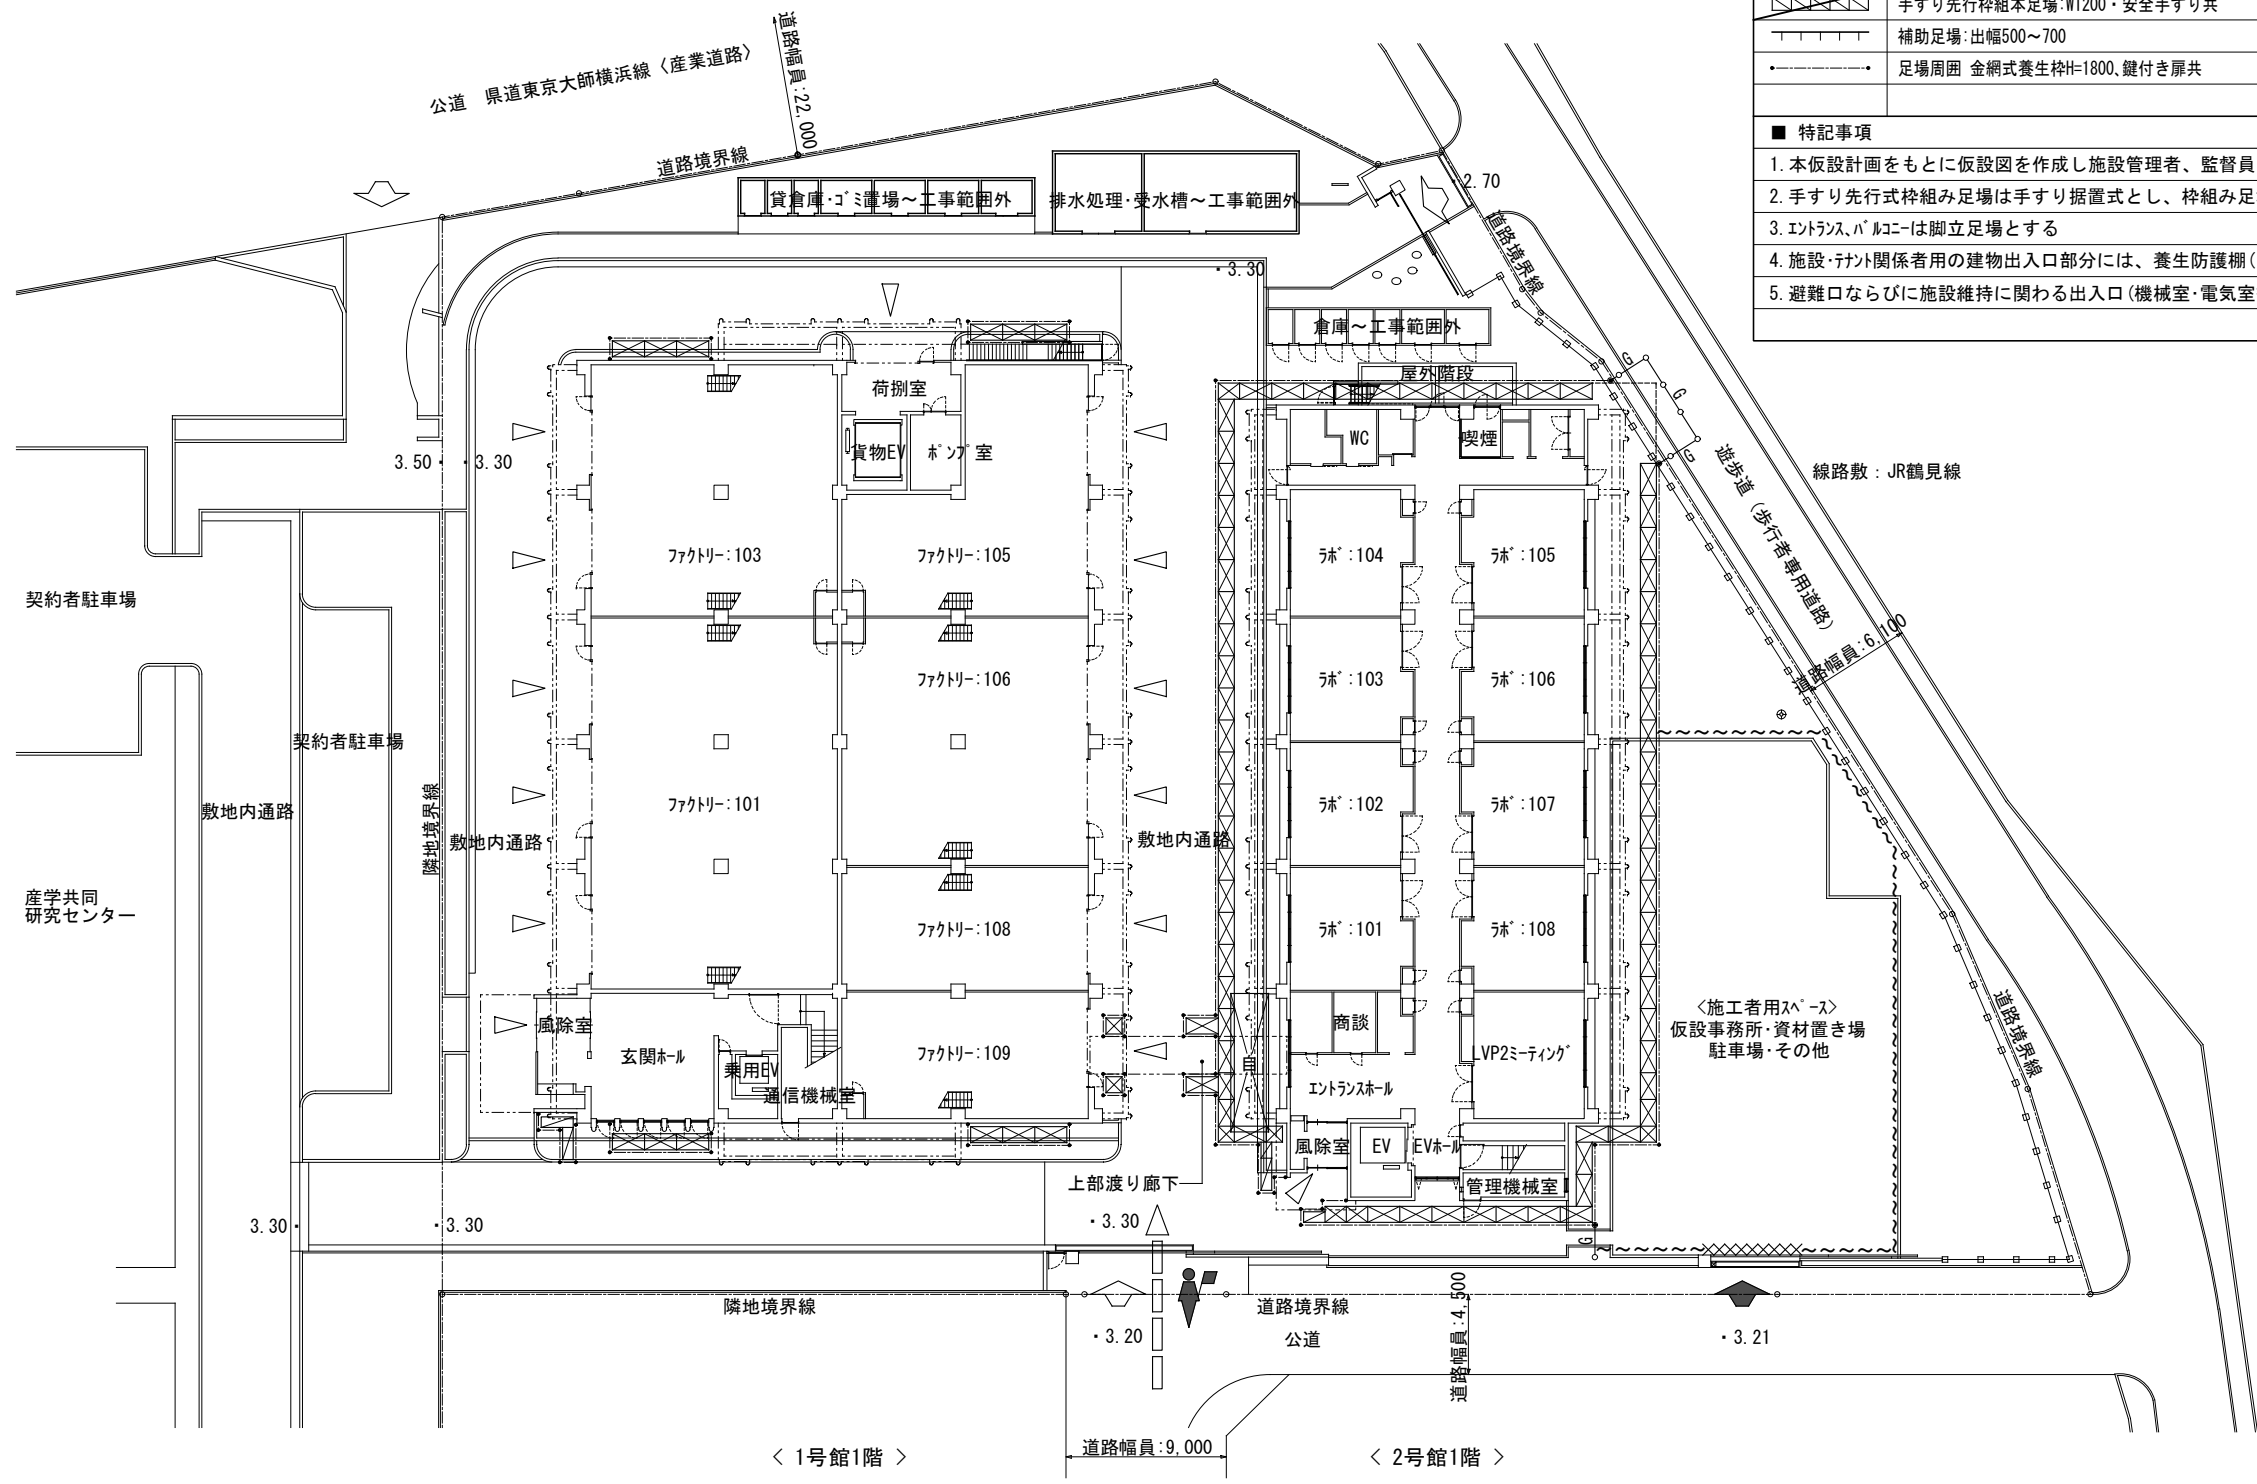 手すり先行枠組本足場:W1200・安全手すり共
補助足場:出幅500～700
足場周囲 金網式養生枠H=1800、鍵付き扉共
■ 特記事項
1. 本仮設計画をもとに仮設図を作成し施設管理者、監督員
2. 手すり先行式枠組み足場は手すり据置式とし、枠組み足
3. エントランス、バルコニーは脚立足場とする
4. 施設・テナント関係者用の建物出入口部分には、養生防護棚(
5. 避難口ならびに施設維持に関わる出入口(機械室・電気室
公道 県道東京大師横浜線〈産業道路〉
道路幅員:22,000
道路境界線
貸倉庫・ゴミ置場～工事範囲外
排水処理・受水槽～工事範囲外
2.70
道路境界線
・3.30
倉庫～工事範囲外
屋外階段
G
G
G
荷捌室
貨物EV
ポンプ室
WC
喫煙
3.50・
・3.30
遊歩道(歩行者専用道路)
線路敷:JR鶴見線
ファクトリー:103
ファクトリー:105
ラボ:104
ラボ:105
契約者駐車場
道路幅員:6,100
ファクトリー:106
ラボ:103
ラボ:106
契約者駐車場
敷地内通路
隣地境界線
敷地内通路
ファクトリー:101
敷地内通路
ラボ:102
ラボ:107
産学共同
研究センター
ファクトリー:108
ラボ:101
ラボ:108
〈施工者用スペース〉
仮設事務所・資材置き場
駐車場・その他
道路境界線
風除室
玄関ホール
乗用EV
通信機械室
ファクトリー:109
自
商談
エントランスホール
LVP2ミーティング
風除室
EV
EVホール
管理機械室
上部渡り廊下
3.30・
・3.30
・3.30
G
隣地境界線
道路境界線
公道
・3.20
道路幅員:4,500
・3.21
〈 1号館1階 〉
道路幅員:9,000
〈 2号館1階 〉